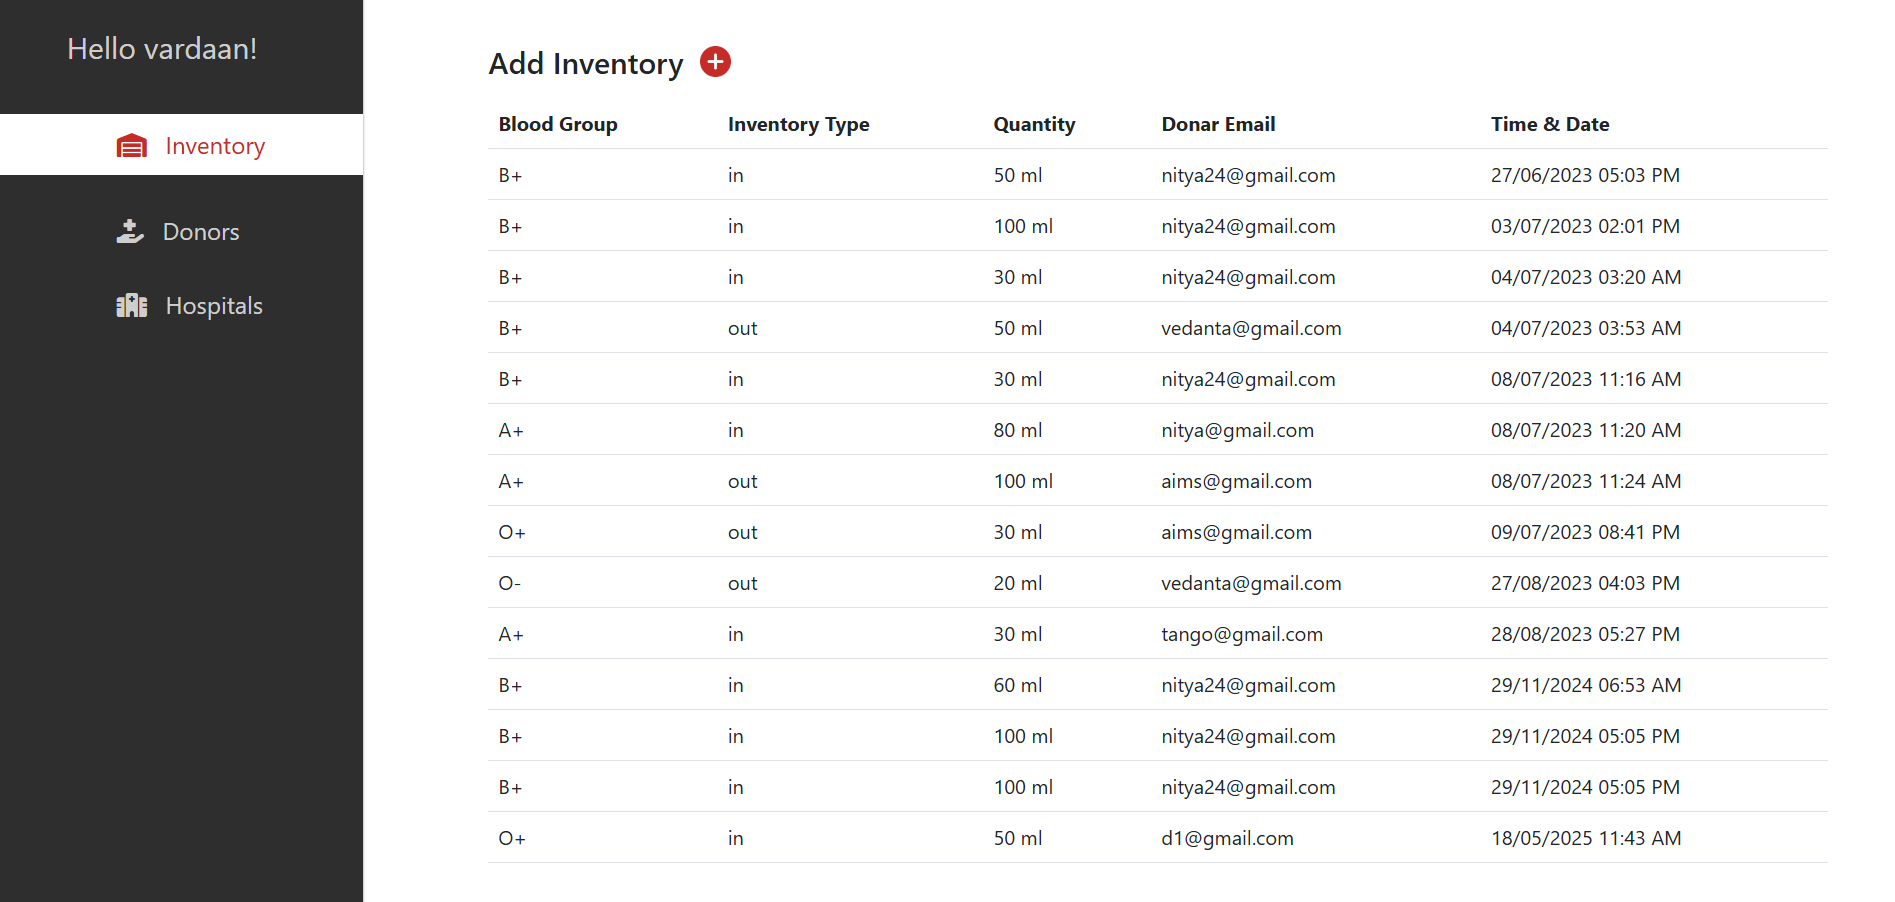 Hello vardaan!
Inventory
Donors
Hospitals
Add Inventory
Blood Group Inventory Type Quantity Donar Email Time & Date
B+ in 50 ml nitya24@gmail.com 27/06/2023 05:03 PM
B+ in 100 ml nitya24@gmail.com 03/07/2023 02:01 PM
B+ in 30 ml nitya24@gmail.com 04/07/2023 03:20 AM
B+ out 50 ml vedanta@gmail.com 04/07/2023 03:53 AM
B+ in 30 ml nitya24@gmail.com 08/07/2023 11:16 AM
A+ in 80 ml nitya@gmail.com 08/07/2023 11:20 AM
A+ out 100 ml aims@gmail.com 08/07/2023 11:24 AM
O+ out 30 ml aims@gmail.com 09/07/2023 08:41 PM
O- out 20 ml vedanta@gmail.com 27/08/2023 04:03 PM
A+ in 30 ml tango@gmail.com 28/08/2023 05:27 PM
B+ in 60 ml nitya24@gmail.com 29/11/2024 06:53 AM
B+ in 100 ml nitya24@gmail.com 29/11/2024 05:05 PM
B+ in 100 ml nitya24@gmail.com 29/11/2024 05:05 PM
O+ in 50 ml d1@gmail.com 18/05/2025 11:43 AM